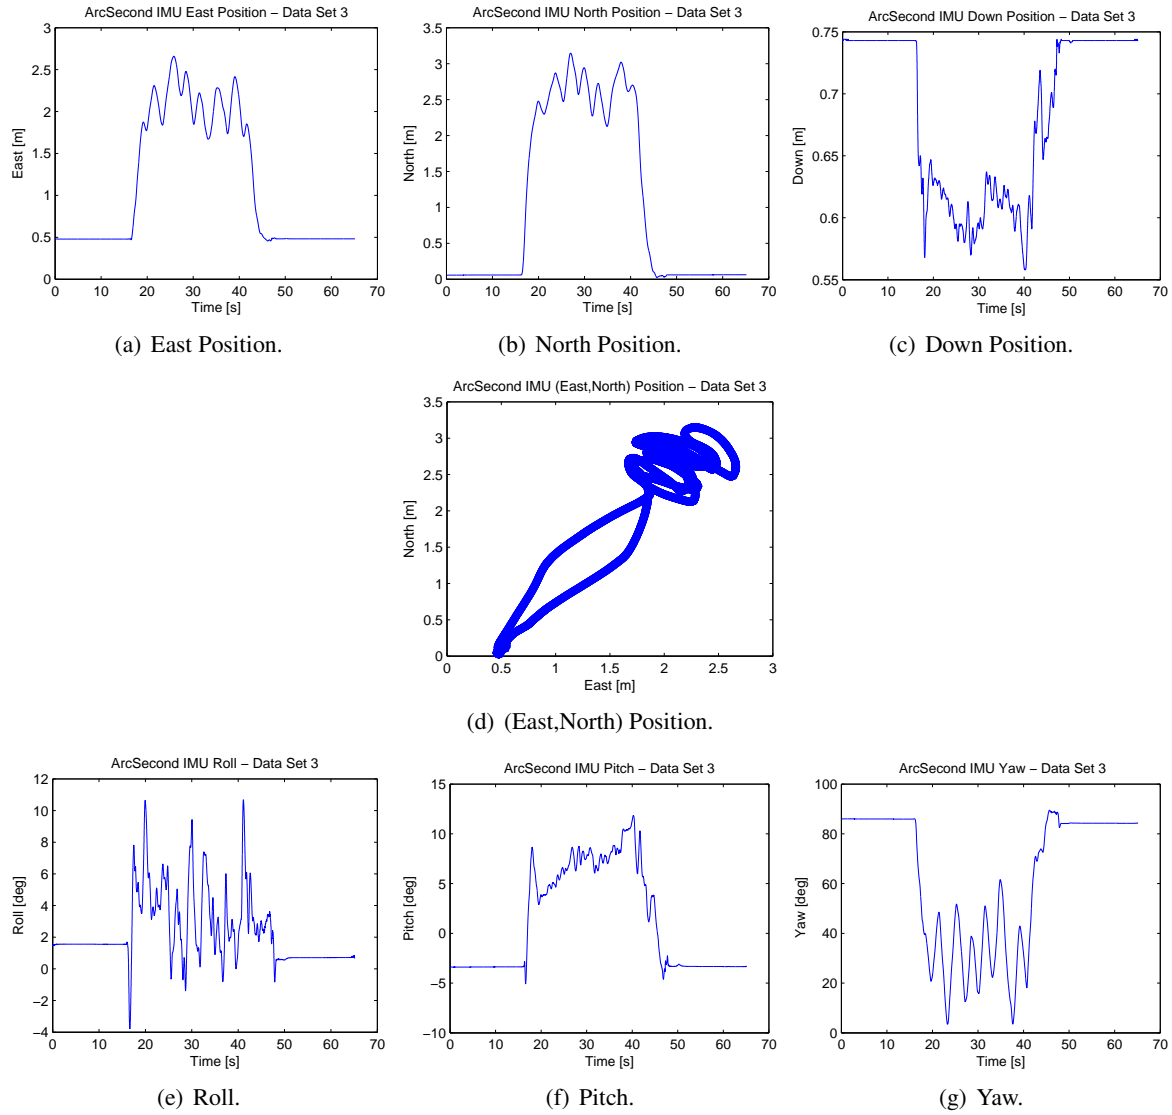 ArcSecond IMU East Position – Data Set 3
3
2.5
2
1.5
1
0.5
0
East [m]
0 10 20 30 40 50 60 70
Time [s]
(a) East Position.
ArcSecond IMU North Position – Data Set 3
3.5
3
2.5
2
1.5
1
0.5
0
North [m]
0 10 20 30 40 50 60 70
Time [s]
(b) North Position.
ArcSecond IMU Down Position – Data Set 3
0.75
0.7
0.65
0.6
0.55
Down [m]
0 10 20 30 40 50 60 70
Time [s]
(c) Down Position.
ArcSecond IMU (East,North) Position – Data Set 3
3.5
3
2.5
2
1.5
1
0.5
0
North [m]
0 0.5 1 1.5 2 2.5 3
East [m]
(d) (East,North) Position.
ArcSecond IMU Roll – Data Set 3
12
10
8
6
4
2
0
−2
−4
Roll [deg]
0 10 20 30 40 50 60 70
Time [s]
(e) Roll.
ArcSecond IMU Pitch – Data Set 3
15
10
5
0
−5
−10
Pitch [deg]
0 10 20 30 40 50 60 70
Time [s]
(f) Pitch.
ArcSecond IMU Yaw – Data Set 3
100
80
60
40
20
0
Yaw [deg]
0 10 20 30 40 50 60 70
Time [s]
(g) Yaw.